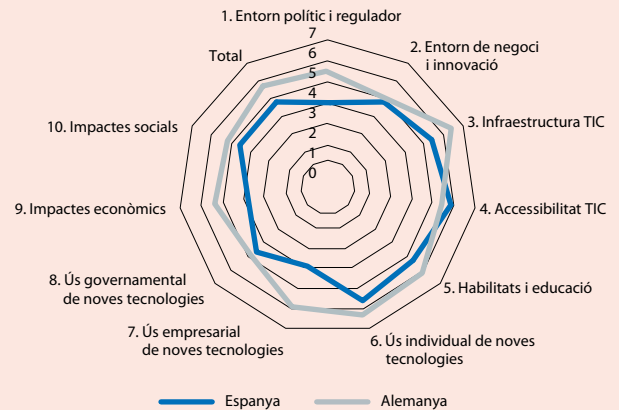 1. Entorn polític i regulador
7
6
5
4
3
2
1
0
2. Entorn de negoci
i innovació
3. Infraestructura TIC
4. Accessibilitat TIC
5. Habilitats i educació
6. Ús individual de noves
tecnologies
7. Ús empresarial
de noves tecnologies
8. Ús governamental
de noves tecnologies
9. Impactes econòmics
10. Impactes socials
Total
Espanya
Alemanya